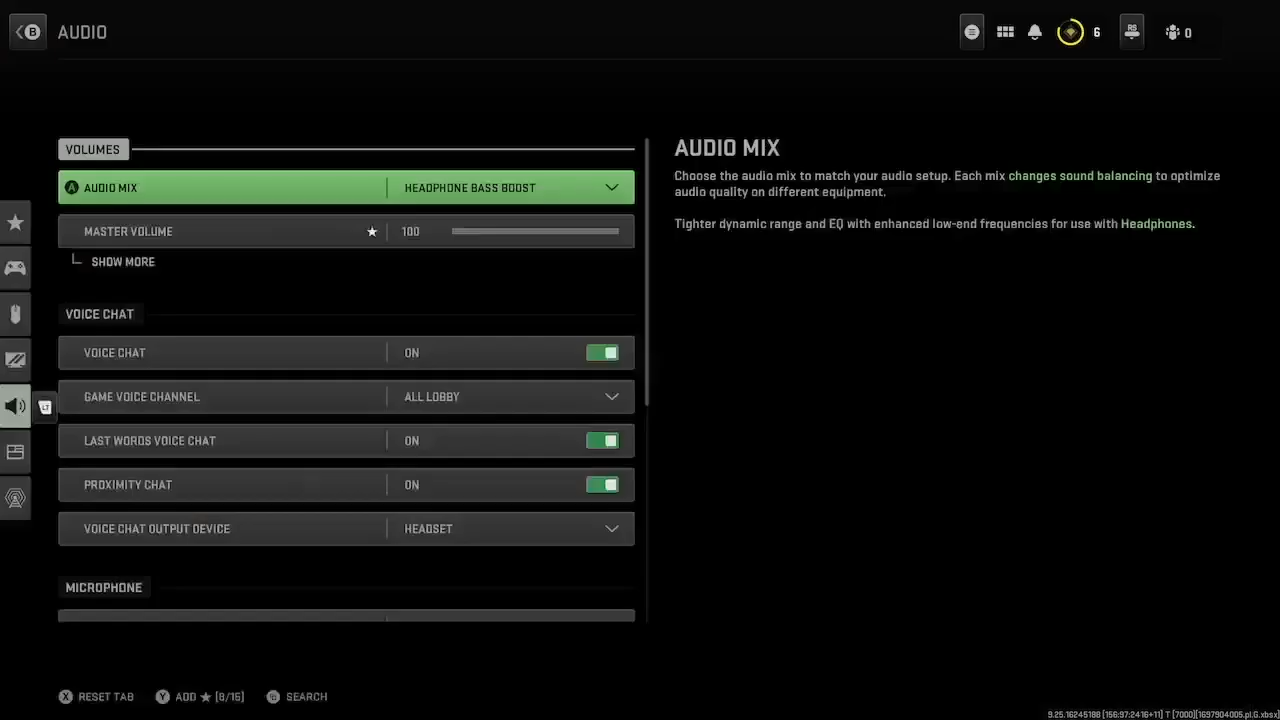 B AUDIO
6 RS 0
VOLUMES
A AUDIO MIX HEADPHONE BASS BOOST
MASTER VOLUME ★ 100
SHOW MORE
VOICE CHAT
VOICE CHAT ON
GAME VOICE CHANNEL ALL LOBBY
LT
LAST WORDS VOICE CHAT ON
PROXIMITY CHAT ON
VOICE CHAT OUTPUT DEVICE HEADSET
MICROPHONE
AUDIO MIX
Choose the audio mix to match your audio setup. Each mix changes sound balancing to optimize
audio quality on different equipment.
Tighter dynamic range and EQ with enhanced low-end frequencies for use with Headphones.
X RESET TAB Y ADD ★ [8/15] SEARCH